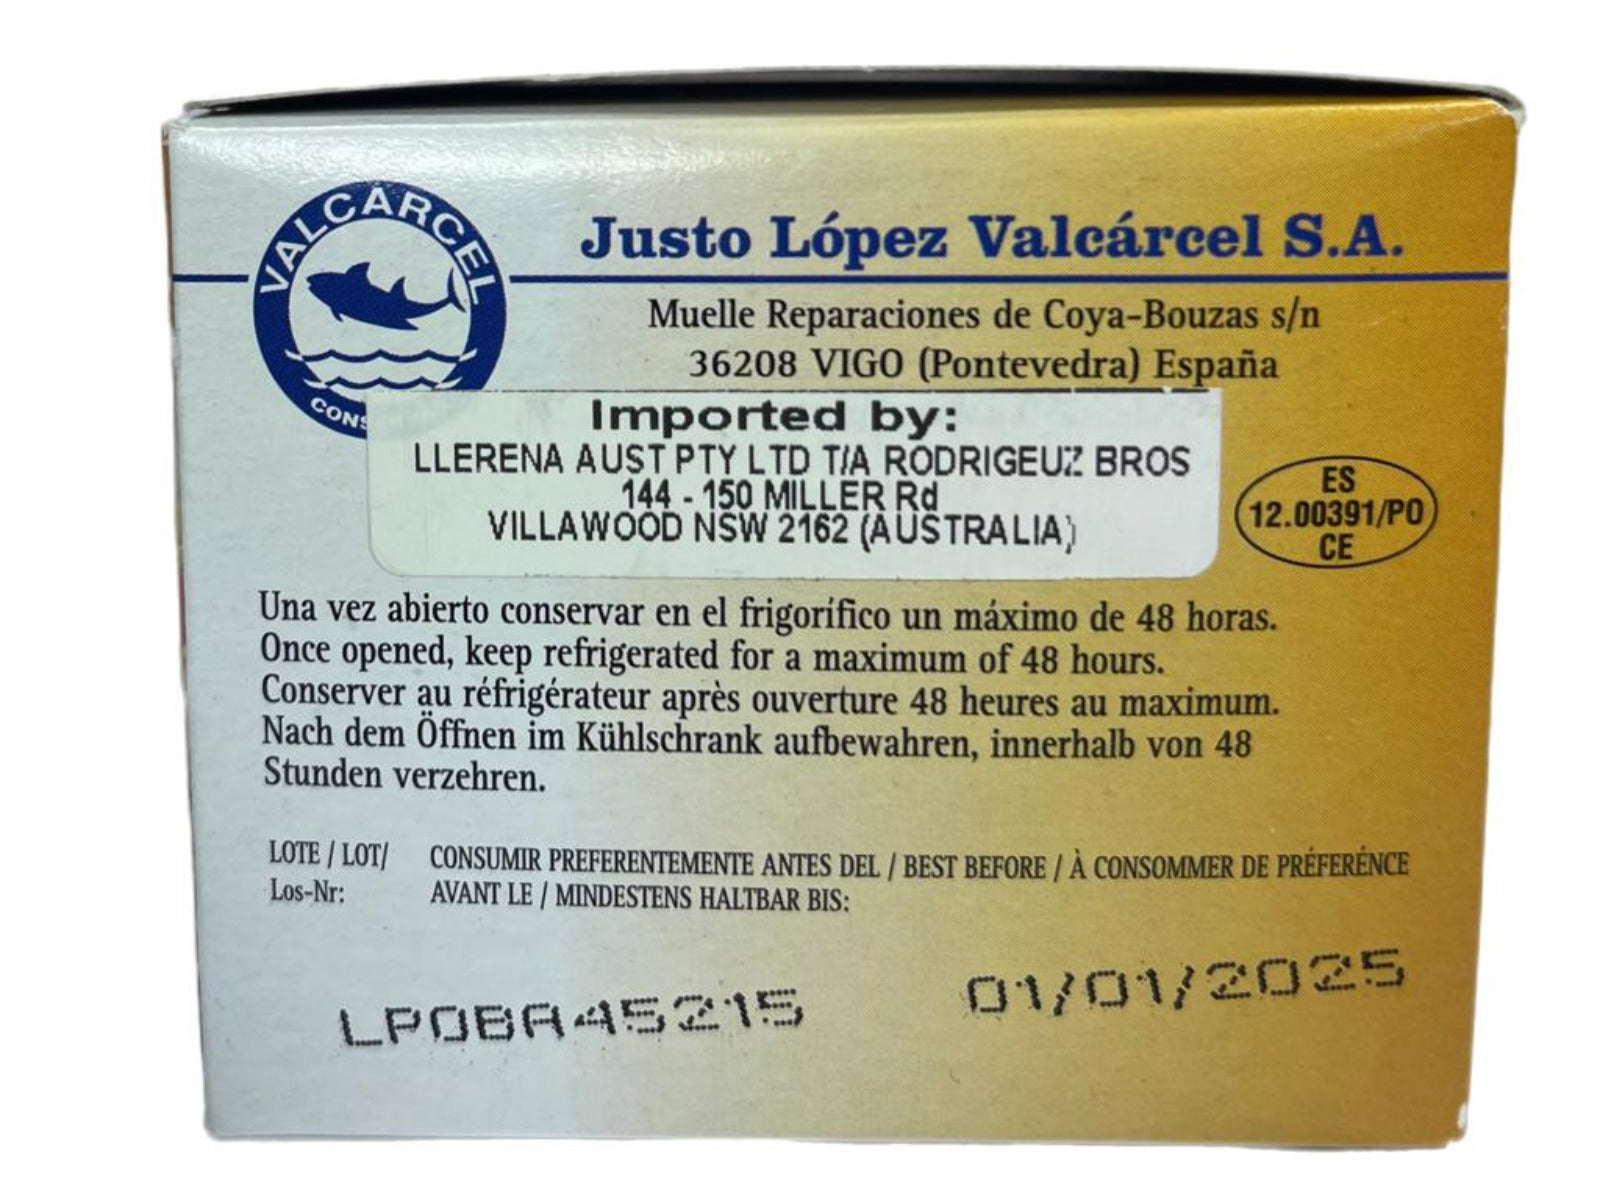 VALCÁRCEL
Justo López Valcárcel S.A.
Muelle Reparaciones de Coya-Bouzas s/n
36208 VIGO (Pontevedra) España
Imported by:
LLERENA AUST PTY LTD T/A RODRIGEUZ BROS
144 - 150 MILLER Rd
VILLAWOOD NSW 2162 (AUSTRALIA)
ES
12.00391/PO
CE
Una vez abierto conservar en el frigorífico un máximo de 48 horas.
Once opened, keep refrigerated for a maximum of 48 hours.
Conserver au réfrigérateur après ouverture 48 heures au maximum.
Nach dem Öffnen im Kühlschrank aufbewahren, innerhalb von 48
Stunden verzehren.
LOTE / LOT/ CONSUMIR PREFERENTEMENTE ANTES DEL / BEST BEFORE / À CONSOMMER DE PRÉFERÉNCE
Los-Nr: AVANT LE / MINDESTENS HALTBAR BIS:
LPOBA45215 01/01/2025